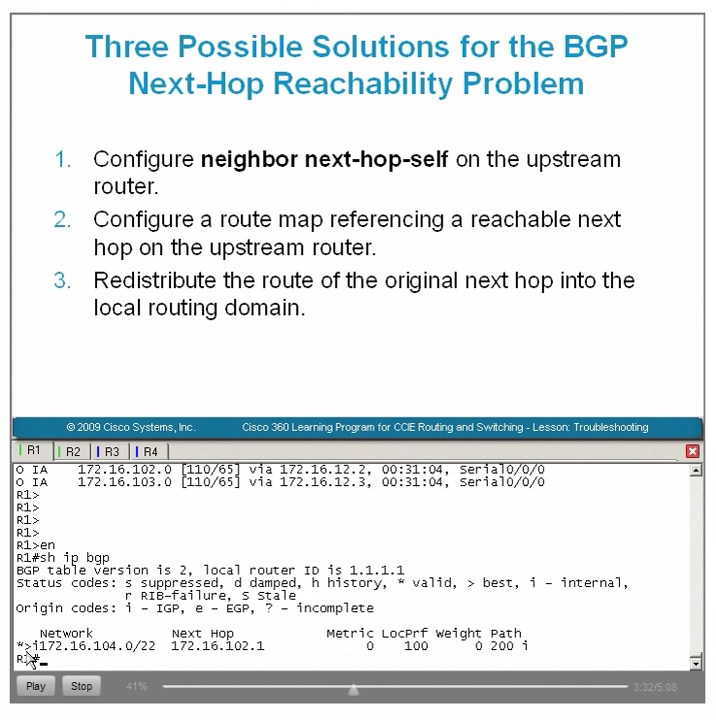 Three Possible Solutions for the BGP
Next-Hop Reachability Problem
1. Configure neighbor next-hop-self on the upstream
router.
2. Configure a route map referencing a reachable next
hop on the upstream router.
3. Redistribute the route of the original next hop into the
local routing domain.
© 2009 Cisco Systems, Inc. Cisco 360 Learning Program for CCIE Routing and Switching - Lesson: Troubleshooting
R1 R2 R3 R4
O IA 172.16.102.0 [110/65] via 172.16.12.2, 00:31:04, Serial0/0/0
O IA 172.16.103.0 [110/65] via 172.16.12.3, 00:31:04, Serial0/0/0
R1>
R1>
R1>
R1>
R1>en
R1#sh ip bgp
BGP table version is 2, local router ID is 1.1.1.1
Status codes: s suppressed, d damped, h history, * valid, > best, i - internal,
r RIB-failure, S Stale
Origin codes: i - IGP, e - EGP, ? - incomplete
Network Next Hop Metric LocPrf Weight Path
*>i172.16.104.0/22 172.16.102.1 0 100 0 200 i
R1#
Play Stop 41% 3:32/5:08